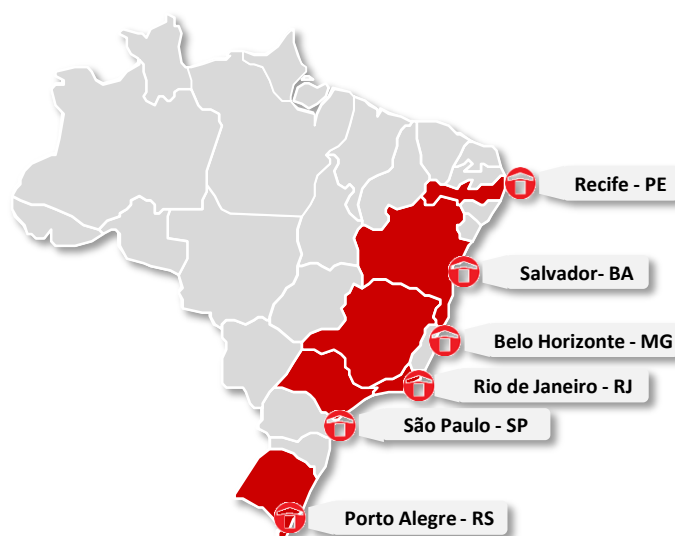 Recife - PE
Salvador- BA
Belo Horizonte - MG
Rio de Janeiro - RJ
São Paulo - SP
Porto Alegre - RS